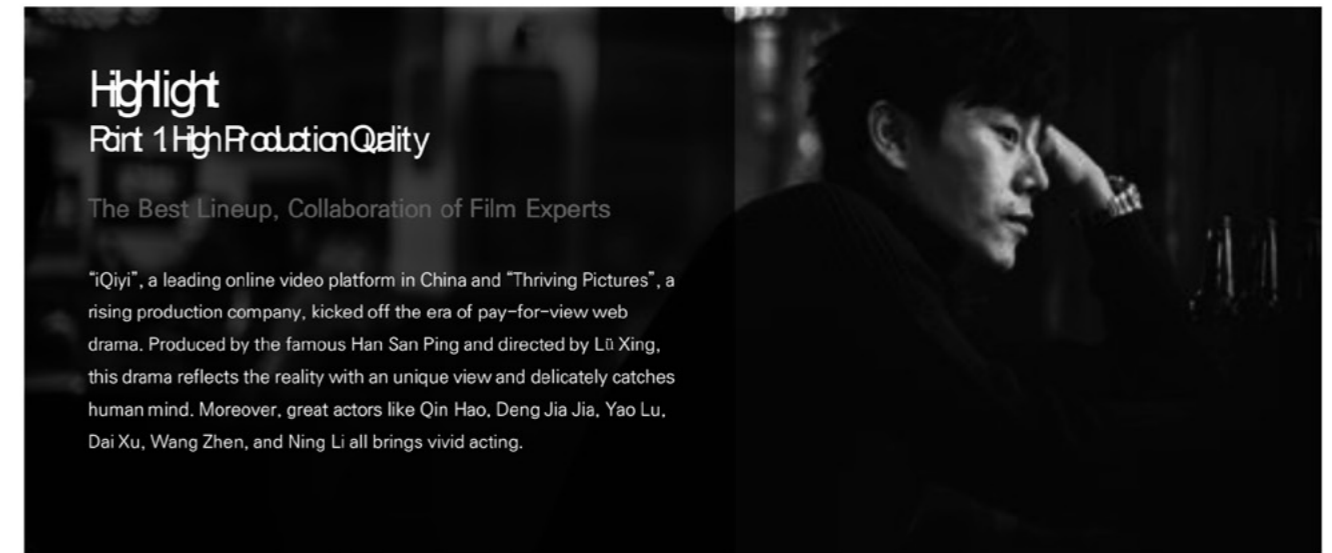 Highlight
Point 1 High Production Quality
The Best Lineup, Collaboration of Film Experts
“iQiyi”, a leading online video platform in China and “Thriving Pictures”, a
rising production company, kicked off the era of pay-for-view web
drama. Produced by the famous Han San Ping and directed by Lü Xing,
this drama reflects the reality with an unique view and delicately catches
human mind. Moreover, great actors like Qin Hao, Deng Jia Jia, Yao Lu,
Dai Xu, Wang Zhen, and Ning Li all brings vivid acting.